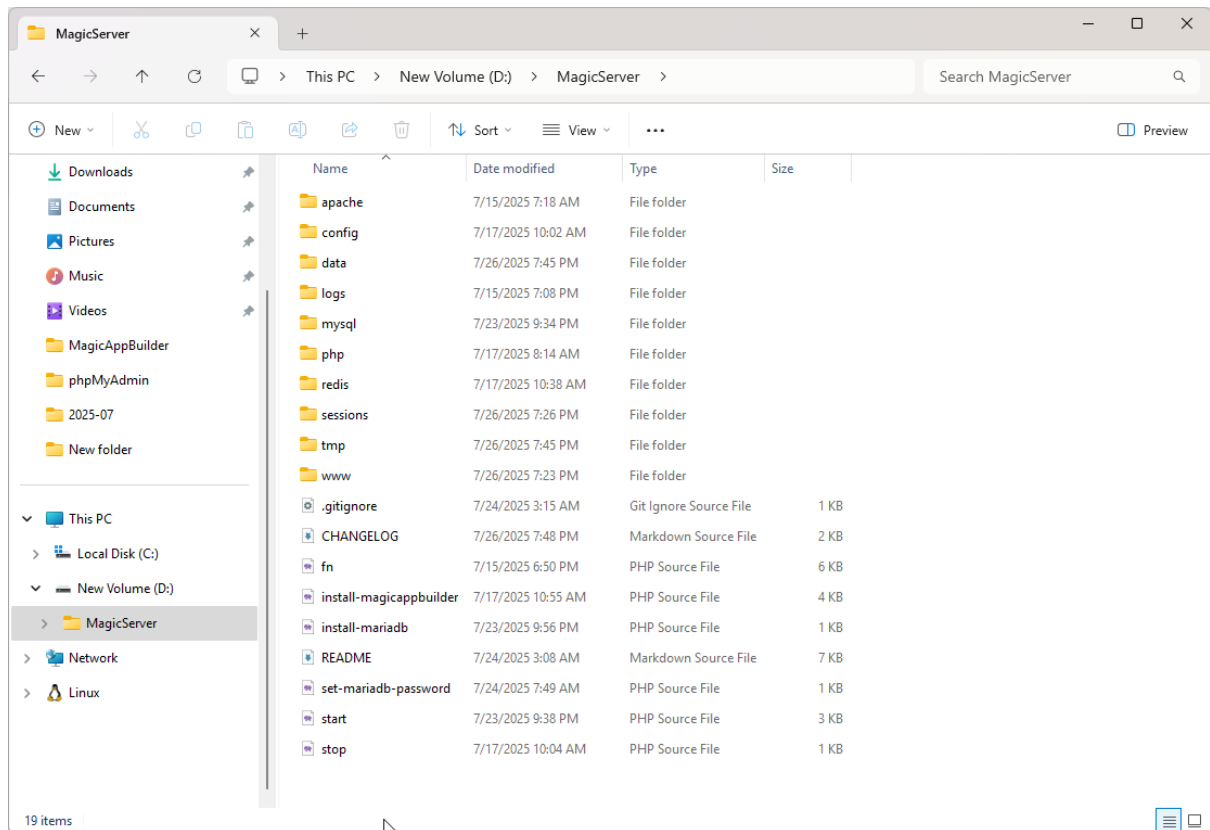 MagicServer
This PC > New Volume (D:) > MagicServer >
Search MagicServer
New
Sort
View
Preview
Downloads
Documents
Pictures
Music
Videos
MagicAppBuilder
phpMyAdmin
2025-07
New folder
This PC
Local Disk (C:)
New Volume (D:)
MagicServer
Network
Linux
Name Date modified Type Size
apache 7/15/2025 7:18 AM File folder
config 7/17/2025 10:02 AM File folder
data 7/26/2025 7:45 PM File folder
logs 7/15/2025 7:08 PM File folder
mysql 7/23/2025 9:34 PM File folder
php 7/17/2025 8:14 AM File folder
redis 7/17/2025 10:38 AM File folder
sessions 7/26/2025 7:26 PM File folder
tmp 7/26/2025 7:45 PM File folder
www 7/26/2025 7:23 PM File folder
.gitignore 7/24/2025 3:15 AM Git Ignore Source File 1 KB
CHANGELOG 7/26/2025 7:48 PM Markdown Source File 2 KB
fn 7/15/2025 6:50 PM PHP Source File 6 KB
install-magicappbuilder 7/17/2025 10:55 AM PHP Source File 4 KB
install-mariadb 7/23/2025 9:56 PM PHP Source File 1 KB
README 7/24/2025 3:08 AM Markdown Source File 7 KB
set-mariadb-password 7/24/2025 7:49 AM PHP Source File 1 KB
start 7/23/2025 9:38 PM PHP Source File 3 KB
stop 7/17/2025 10:04 AM PHP Source File 1 KB
19 items